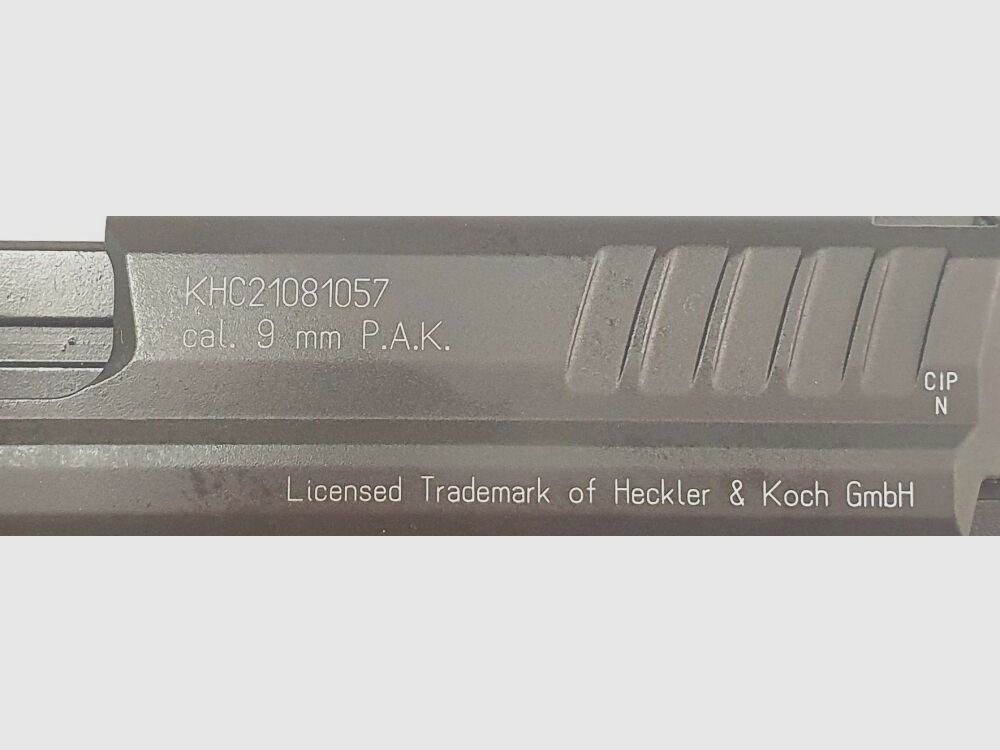 KHC21081057
cal. 9 mm P.A.K.
CIP
N
Licensed Trademark of Heckler & Koch GmbH